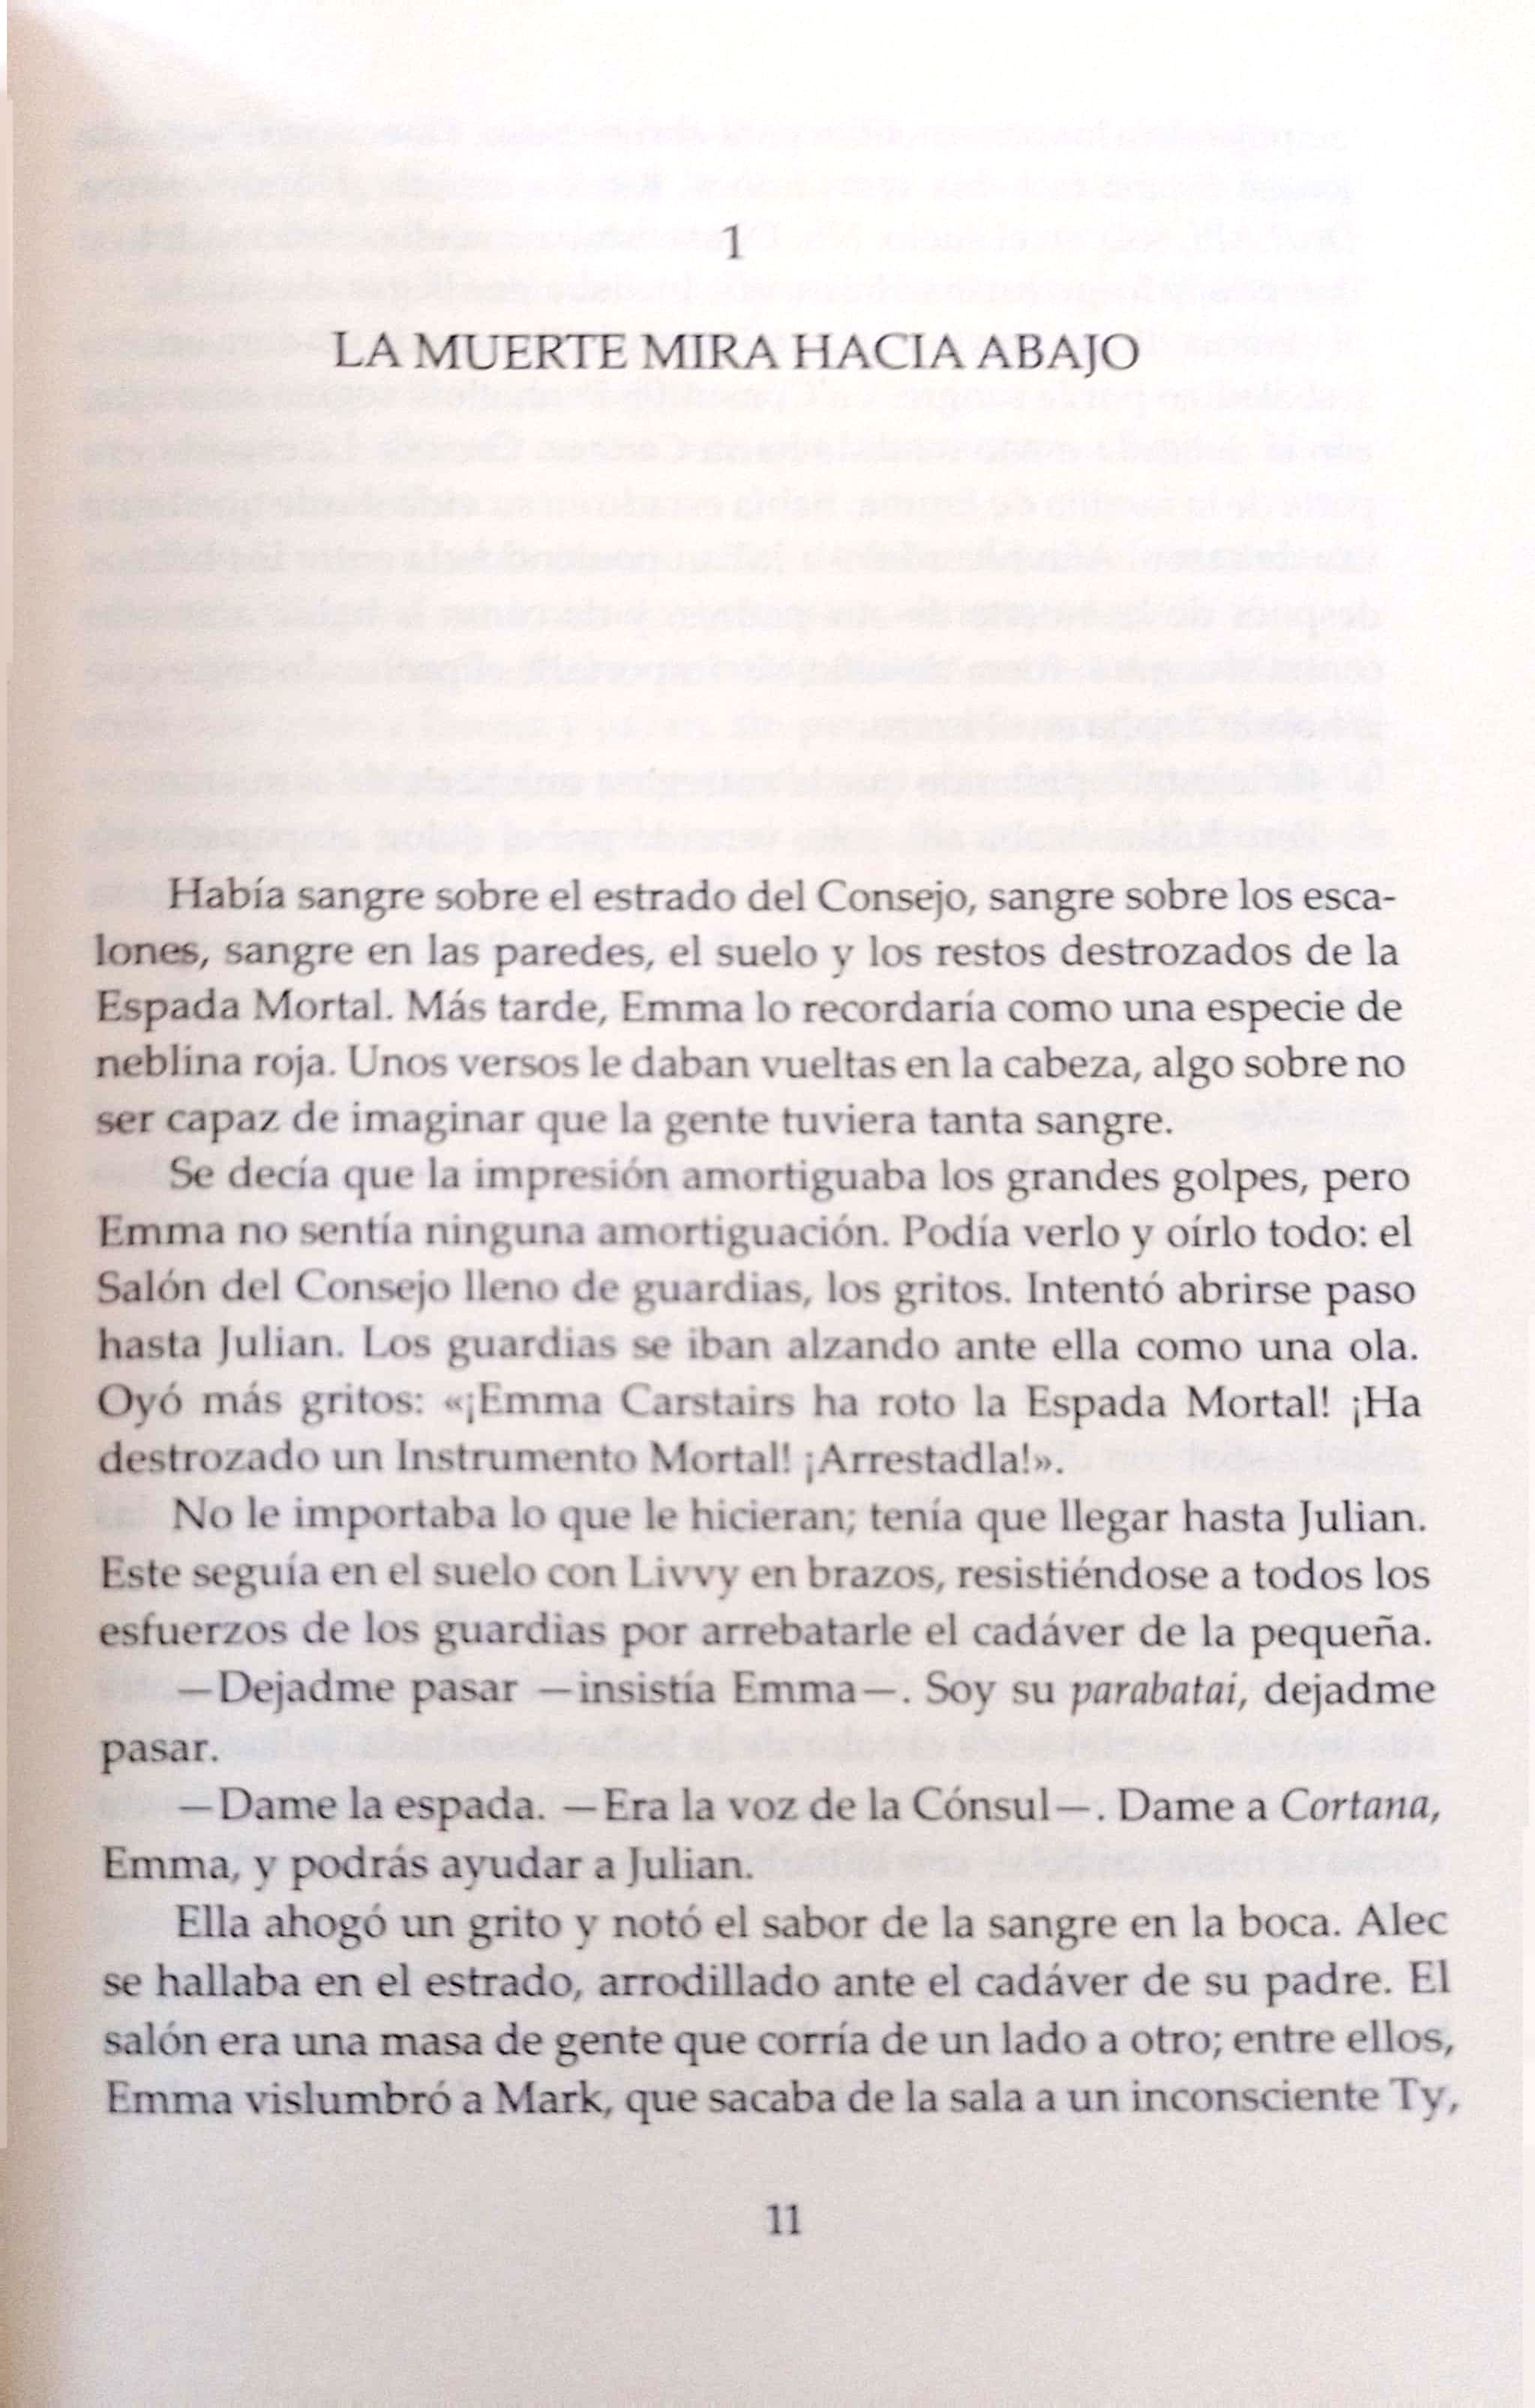 1
LA MUERTE MIRA HACIA ABAJO
Había sangre sobre el estrado del Consejo, sangre sobre los esca-
lones, sangre en las paredes, el suelo y los restos destrozados de la
Espada Mortal. Más tarde, Emma lo recordaría como una especie de
neblina roja. Unos versos le daban vueltas en la cabeza, algo sobre no
ser capaz de imaginar que la gente tuviera tanta sangre.
Se decía que la impresión amortiguaba los grandes golpes, pero
Emma no sentía ninguna amortiguación. Podía verlo y oírlo todo: el
Salón del Consejo lleno de guardias, los gritos. Intentó abrirse paso
hasta Julian. Los guardias se iban alzando ante ella como una ola.
Oyó más gritos: «¡Emma Carstairs ha roto la Espada Mortal! ¡Ha
destrozado un Instrumento Mortal! ¡Arrestadla!».
No le importaba lo que le hicieran; tenía que llegar hasta Julian.
Este seguía en el suelo con Livvy en brazos, resistiéndose a todos los
esfuerzos de los guardias por arrebatarle el cadáver de la pequeña.
—Dejadme pasar —insistía Emma—. Soy su parabatai, dejadme
pasar.
—Dame la espada. —Era la voz de la Cónsul—. Dame a Cortana,
Emma, y podrás ayudar a Julian.
Ella ahogó un grito y notó el sabor de la sangre en la boca. Alec
se hallaba en el estrado, arrodillado ante el cadáver de su padre. El
salón era una masa de gente que corría de un lado a otro; entre ellos,
Emma vislumbró a Mark, que sacaba de la sala a un inconsciente Ty,
11